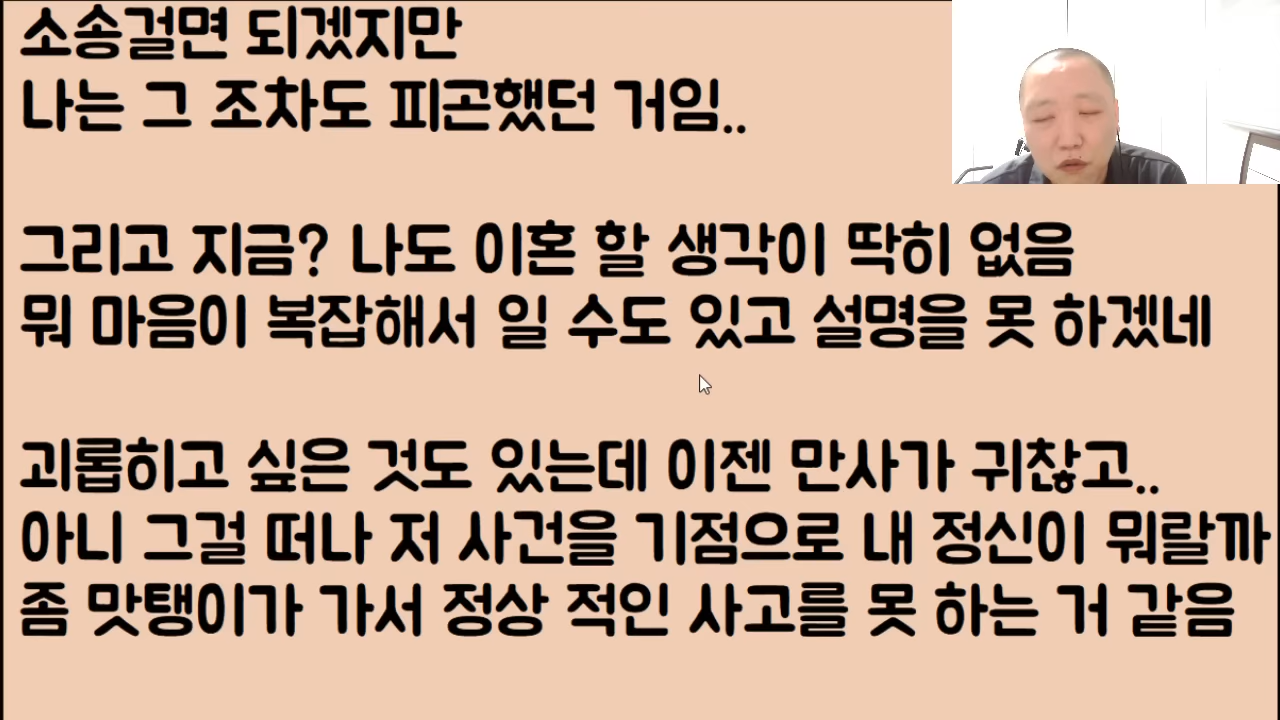 소송걸면 되겠지만
나는 그 조차도 피곤했던 거임..
그리고 지금? 나도 이혼 할 생각이 딱히 없음
뭐 마음이 복잡해서 일 수도 있고 설명을 못 하겠네
괴롭히고 싶은 것도 있는데 이젠 만사가 귀찮고..
아니 그걸 떠나 저 사건을 기점으로 내 정신이 뭐랄까
좀 맛탱이가 가서 정상 적인 사고를 못 하는 거 같음